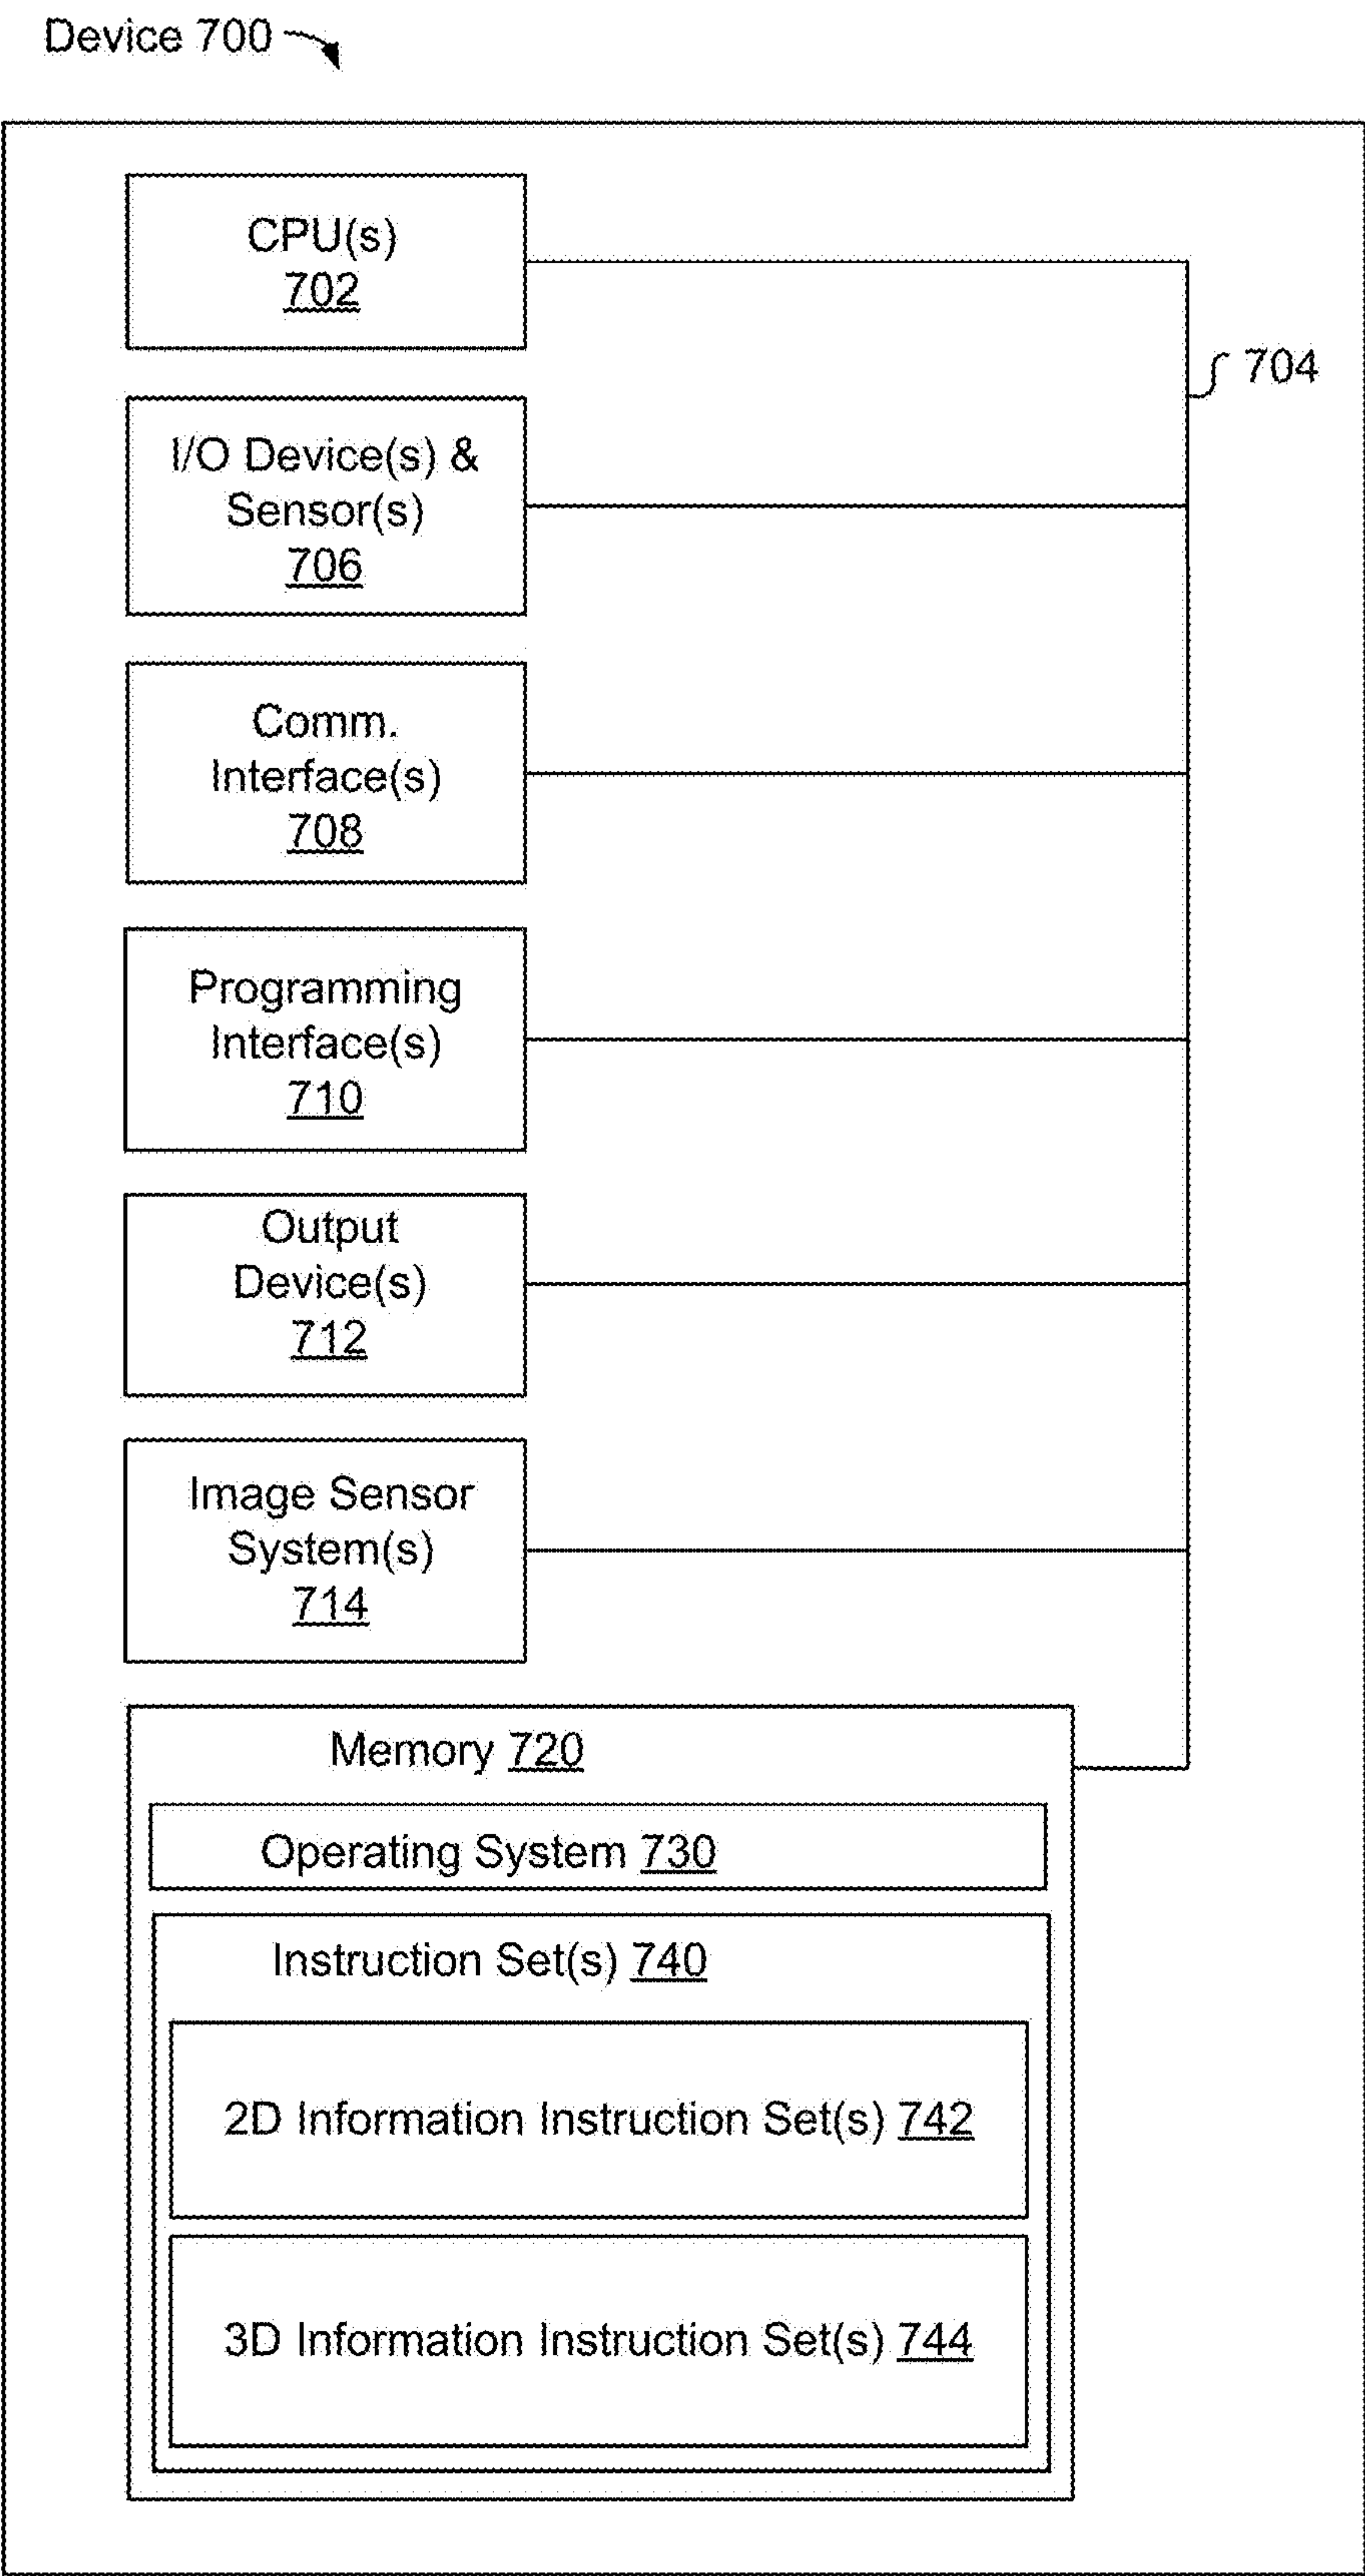 Device 700
CPU(s)
702
704
I/O Device(s) &
Sensor(s)
706
Comm.
Interface(s)
708
Programming
Interface(s)
710
Output
Device(s)
712
Image Sensor
System(s)
714
Memory 720
Operating System 730
Instruction Set(s) 740
2D Information Instruction Set(s) 742
3D Information Instruction Set(s) 744